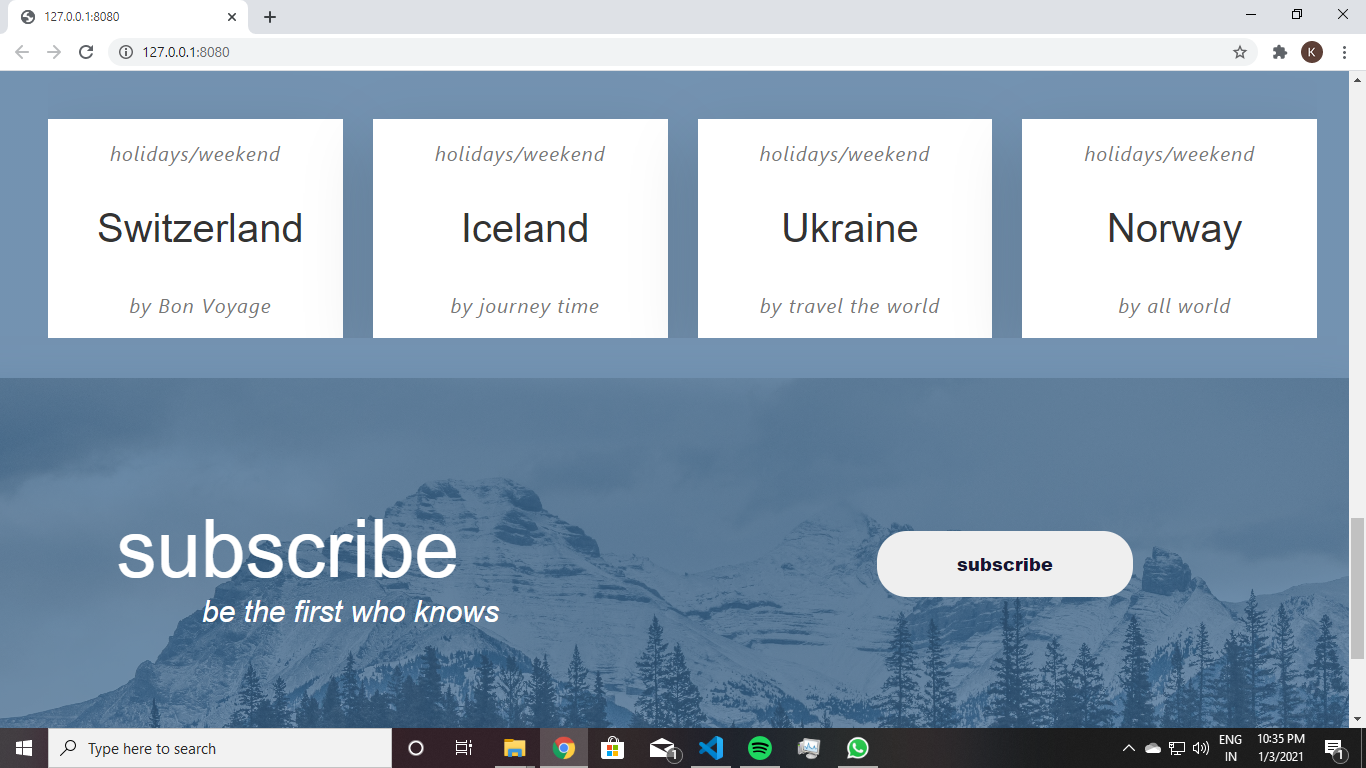 127.0.0.1:8080
127.0.0.1:8080
K
holidays/weekend
Switzerland
by Bon Voyage
holidays/weekend
Iceland
by journey time
holidays/weekend
Ukraine
by travel the world
holidays/weekend
Norway
by all world
subscribe
be the first who knows
subscribe
Type here to search
1
ENG
IN
10:35 PM
1/3/2021
1